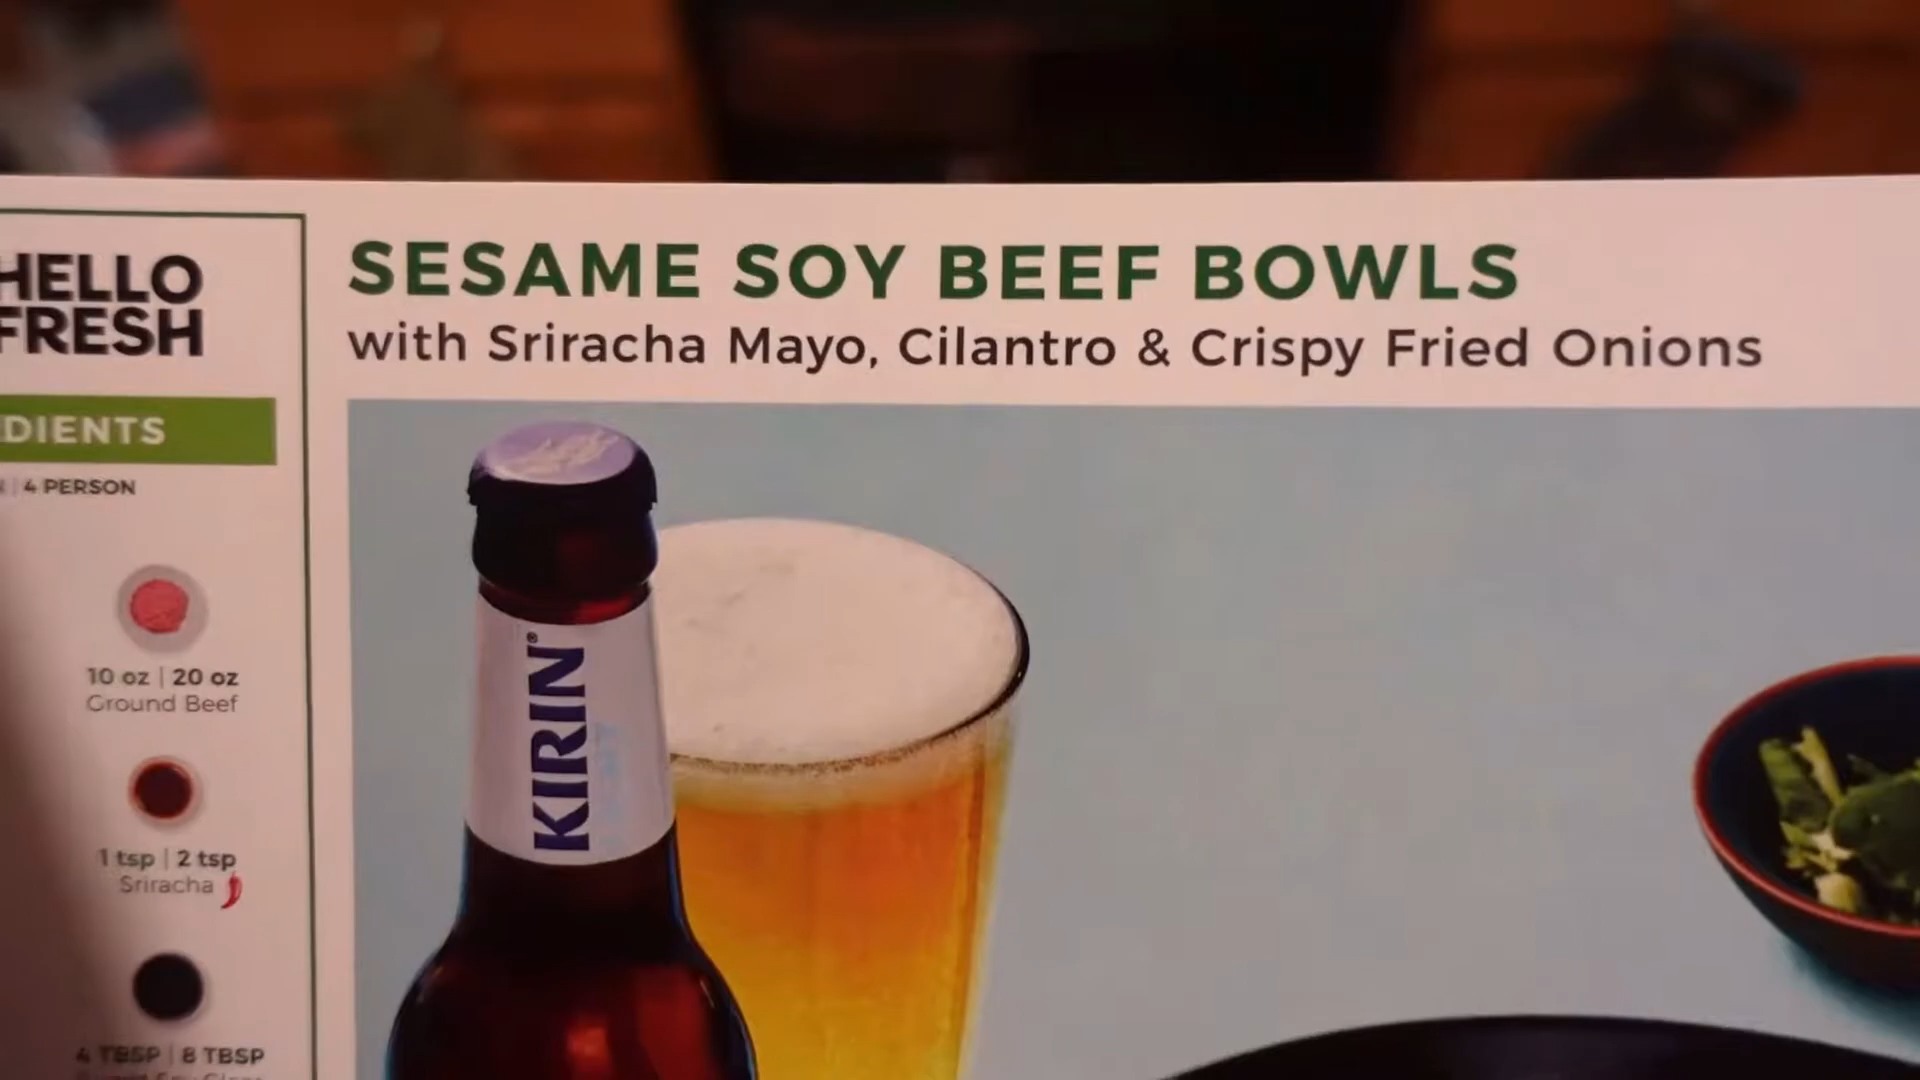 HELLO
FRESH
SESAME SOY BEEF BOWLS
with Sriracha Mayo, Cilantro & Crispy Fried Onions
DIENTS
4 PERSON
10 oz | 20 oz
Ground Beef
1 tsp | 2 tsp
Sriracha
4 TBSP | 8 TBSP
KIRIN®